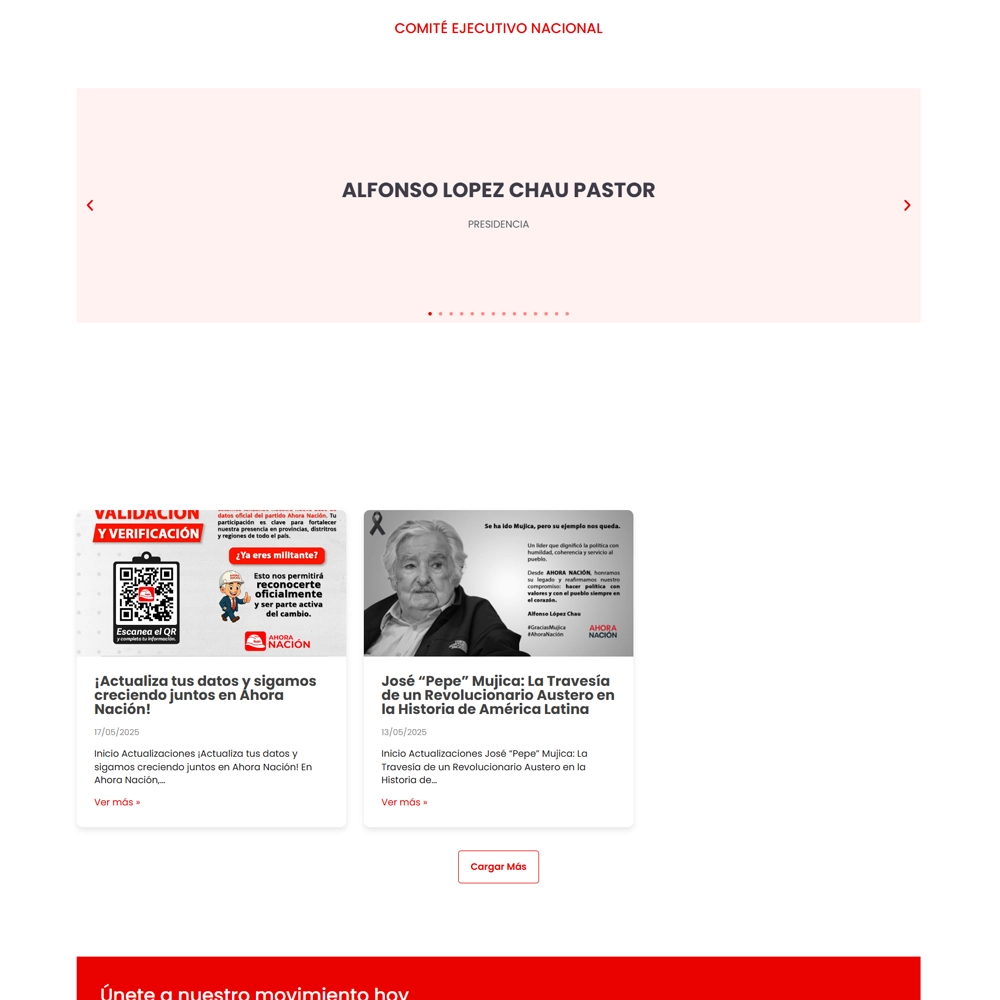 COMITÉ EJECUTIVO NACIONAL
ALFONSO LOPEZ CHAU PASTOR
PRESIDENCIA
VALIDACIÓN
Y VERIFICACIÓN
Escanea el QR
y completa tu información.
datos oficial del partido Ahora Nación. Tu
participación es clave para fortalecer
nuestra presencia en provincias, distritros
y regiones de todo el país.
¿Ya eres militante?
Esto nos permitirá
reconocerte
oficialmente
y ser parte activa
del cambio.
AHORA
NACIÓN
Se ha ido Mujica, pero su ejemplo nos queda.
Un líder que dignificó la política con
humildad, coherencia y servicio al
pueblo.
Desde AHORA NACIÓN, honramos
su legado y reafirmamos nuestro
compromiso: hacer política con
valores y con el pueblo siempre en
el corazón.
Alfonso López Chau
#GraciasMujica
#AhoraNación
AHORA
NACIÓN
¡Actualiza tus datos y sigamos
creciendo juntos en Ahora
Nación!
17/05/2025
Inicio Actualizaciones ¡Actualiza tus datos y
sigamos creciendo juntos en Ahora Nación! En
Ahora Nación,…
Ver más »
José “Pepe” Mujica: La Travesía
de un Revolucionario Austero en
la Historia de América Latina
13/05/2025
Inicio Actualizaciones José “Pepe” Mujica: La
Travesía de un Revolucionario Austero en la
Historia de…
Ver más »
Cargar Más
Únete a nuestro movimiento hoy